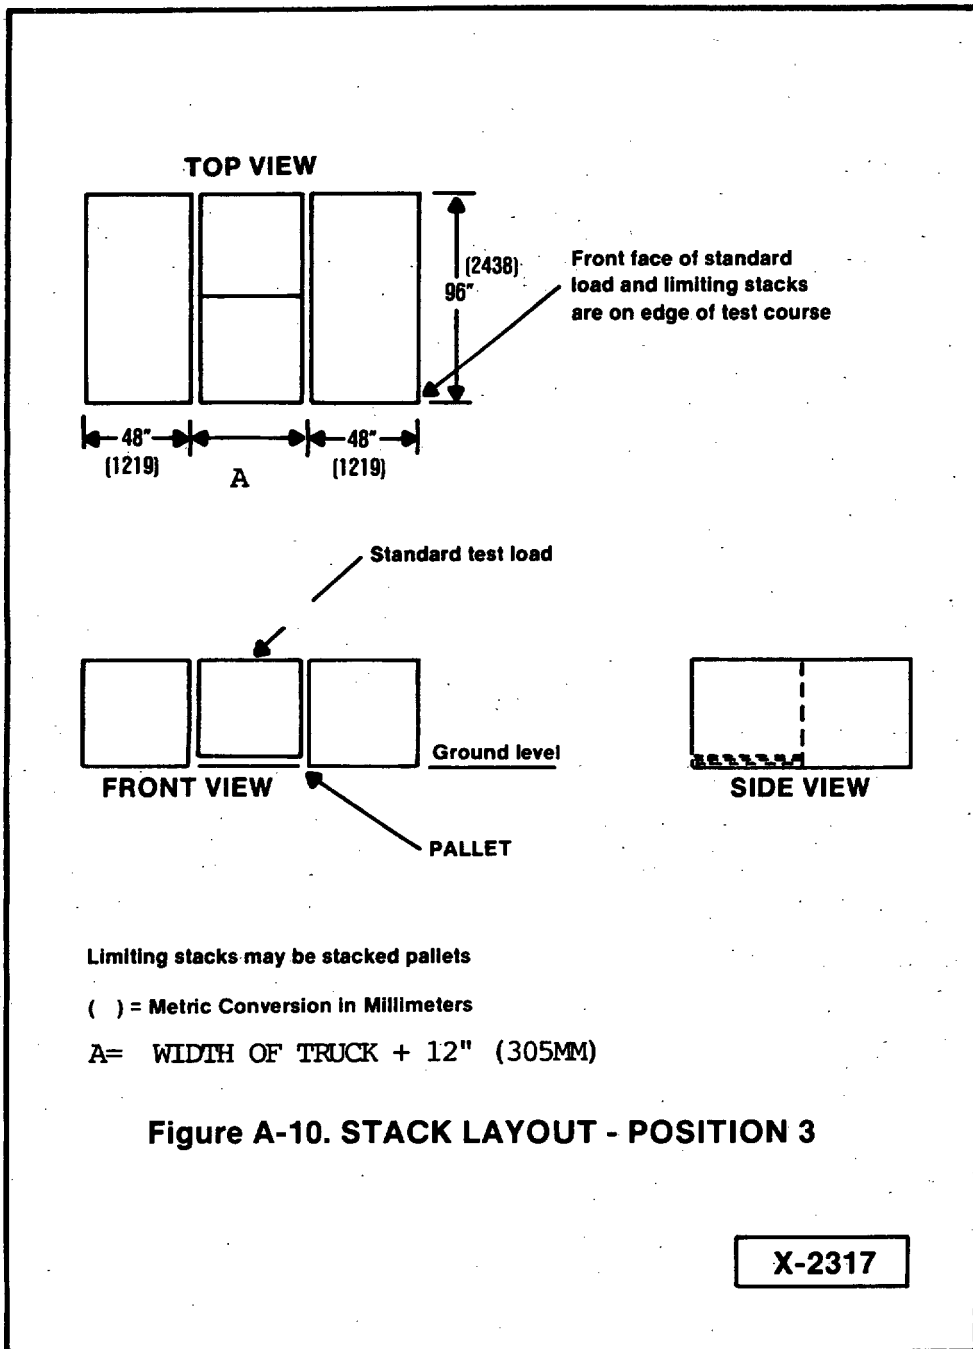 TOP VIEW
(2438)
96"
Front face of standard
load and limiting stacks
are on edge of test course
48"
(1219)
A
48"
(1219)
Standard test load
Ground level
FRONT VIEW
SIDE VIEW
PALLET
Limiting stacks may be stacked pallets
( ) = Metric Conversion in Millimeters
A= WIDTH OF TRUCK + 12" (305MM)
Figure A-10. STACK LAYOUT - POSITION 3
X-2317